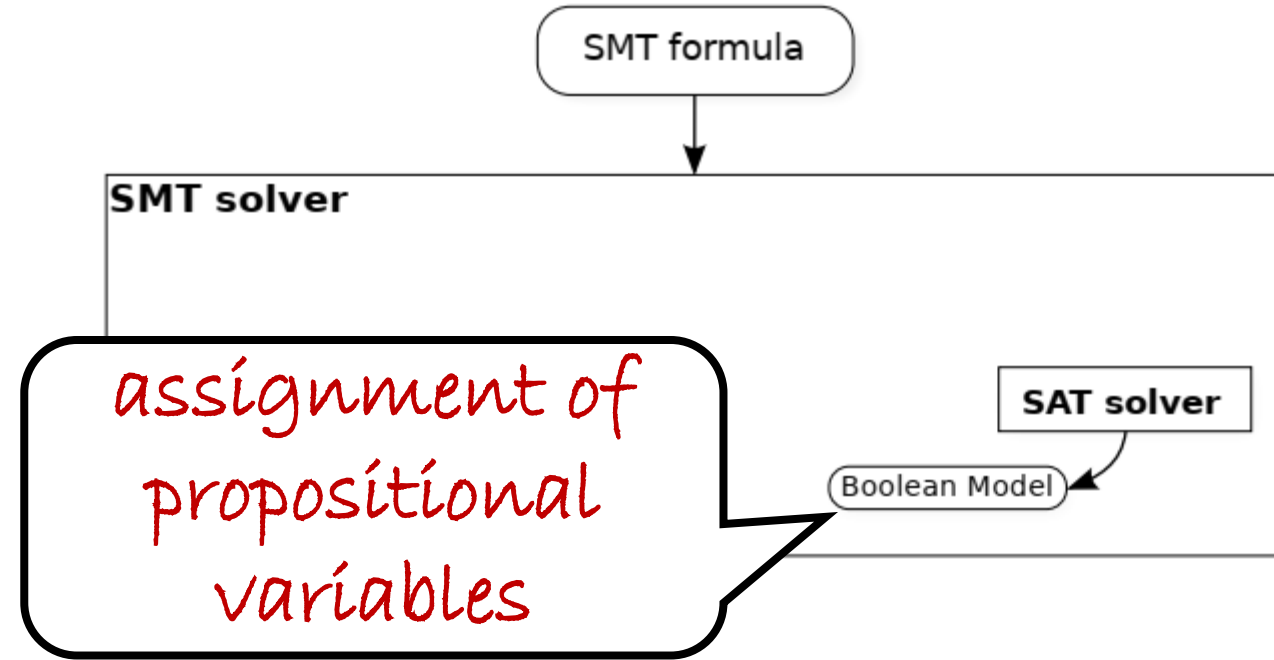 SMT formula
SMT solver
assignment of
propositional
variables
SAT solver
Boolean Model